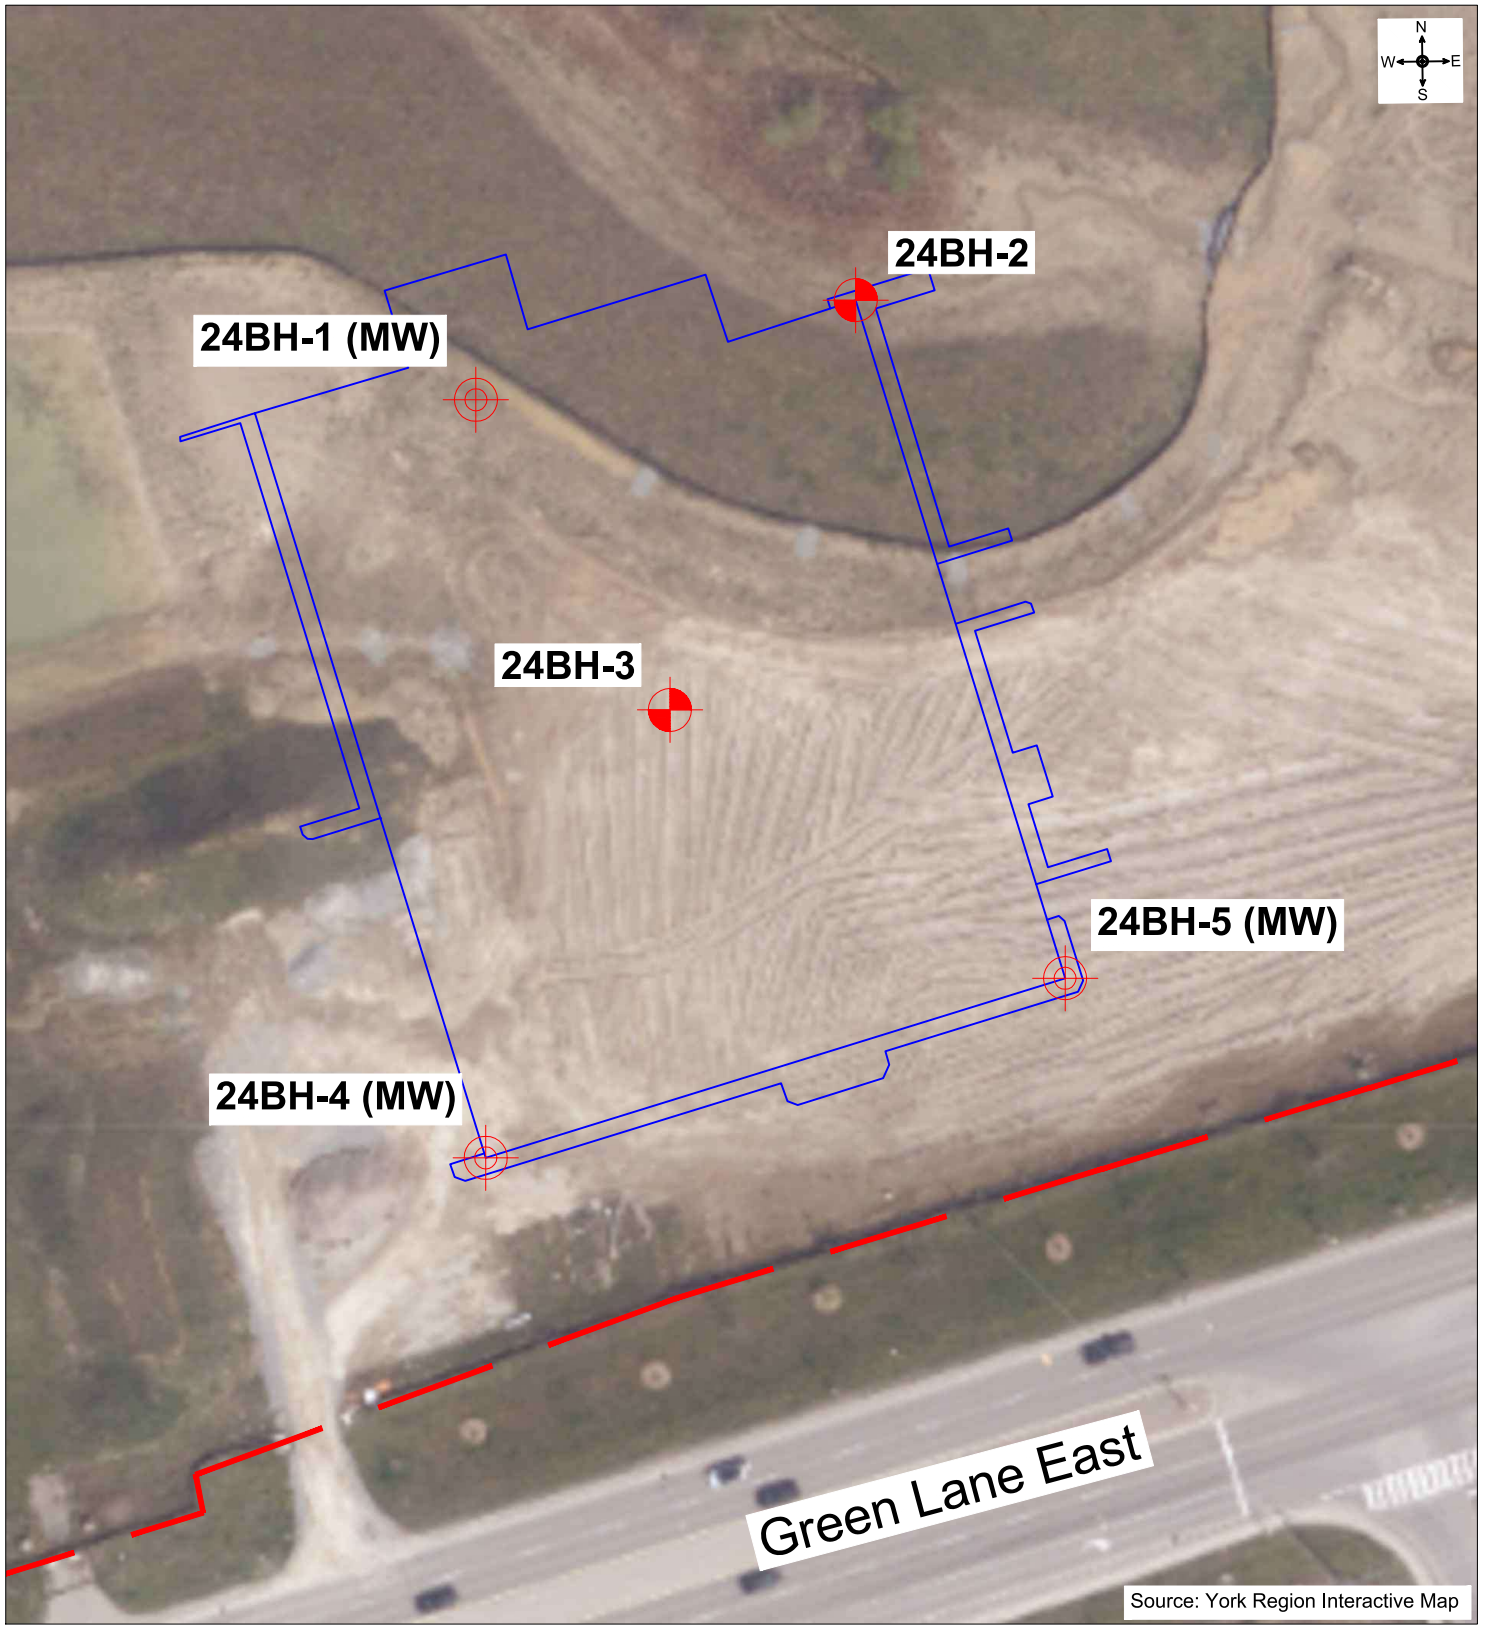 N
W E
S
24BH-2
24BH-1 (MW)
24BH-3
24BH-5 (MW)
24BH-4 (MW)
Green Lane East
Source: York Region Interactive Map